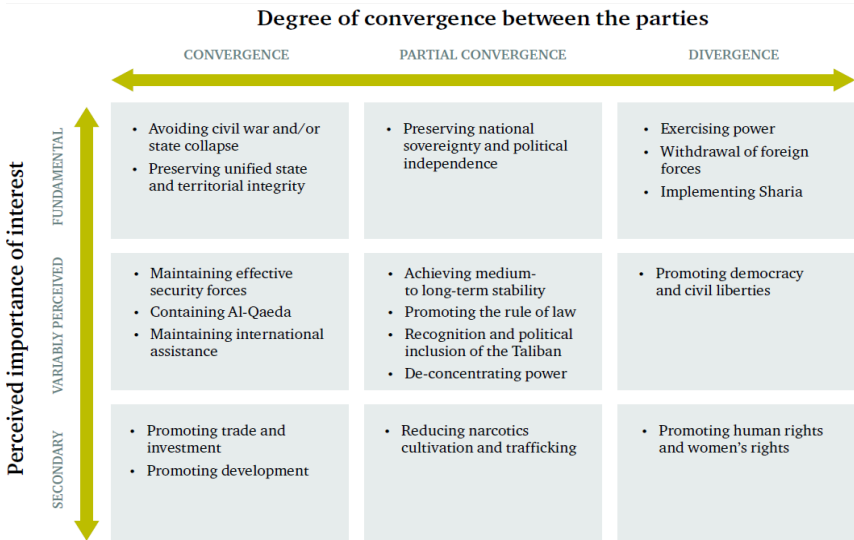 Degree of convergence between the parties
CONVERGENCE
PARTIAL CONVERGENCE
DIVERGENCE
Perceived importance of interest
FUNDAMENTAL
• Avoiding civil war and/or
state collapse
• Preserving unified state
and territorial integrity
• Preserving national
sovereignty and political
independence
• Exercising power
• Withdrawal of foreign
forces
• Implementing Sharia
VARIABLY PERCEIVED
• Maintaining effective
security forces
• Containing Al-Qaeda
• Maintaining international
assistance
• Achieving medium-
to long-term stability
• Promoting the rule of law
• Recognition and political
inclusion of the Taliban
• De-concentrating power
• Promoting democracy
and civil liberties
SECONDARY
• Promoting trade and
investment
• Promoting development
• Reducing narcotics
cultivation and trafficking
• Promoting human rights
and women's rights